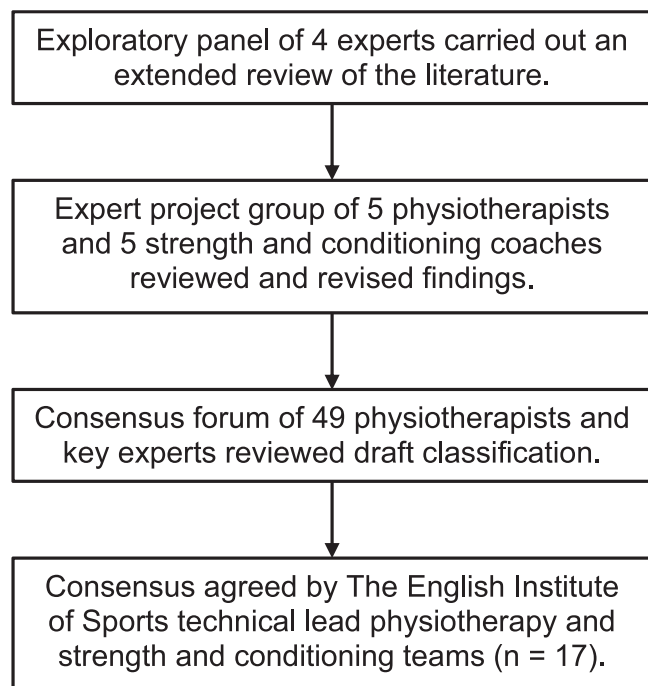 Exploratory panel of 4 experts carried out an
extended review of the literature.
Expert project group of 5 physiotherapists
and 5 strength and conditioning coaches
reviewed and revised findings.
Consensus forum of 49 physiotherapists and
key experts reviewed draft classification.
Consensus agreed by The English Institute
of Sports technical lead physiotherapy and
strength and conditioning teams (n = 17).